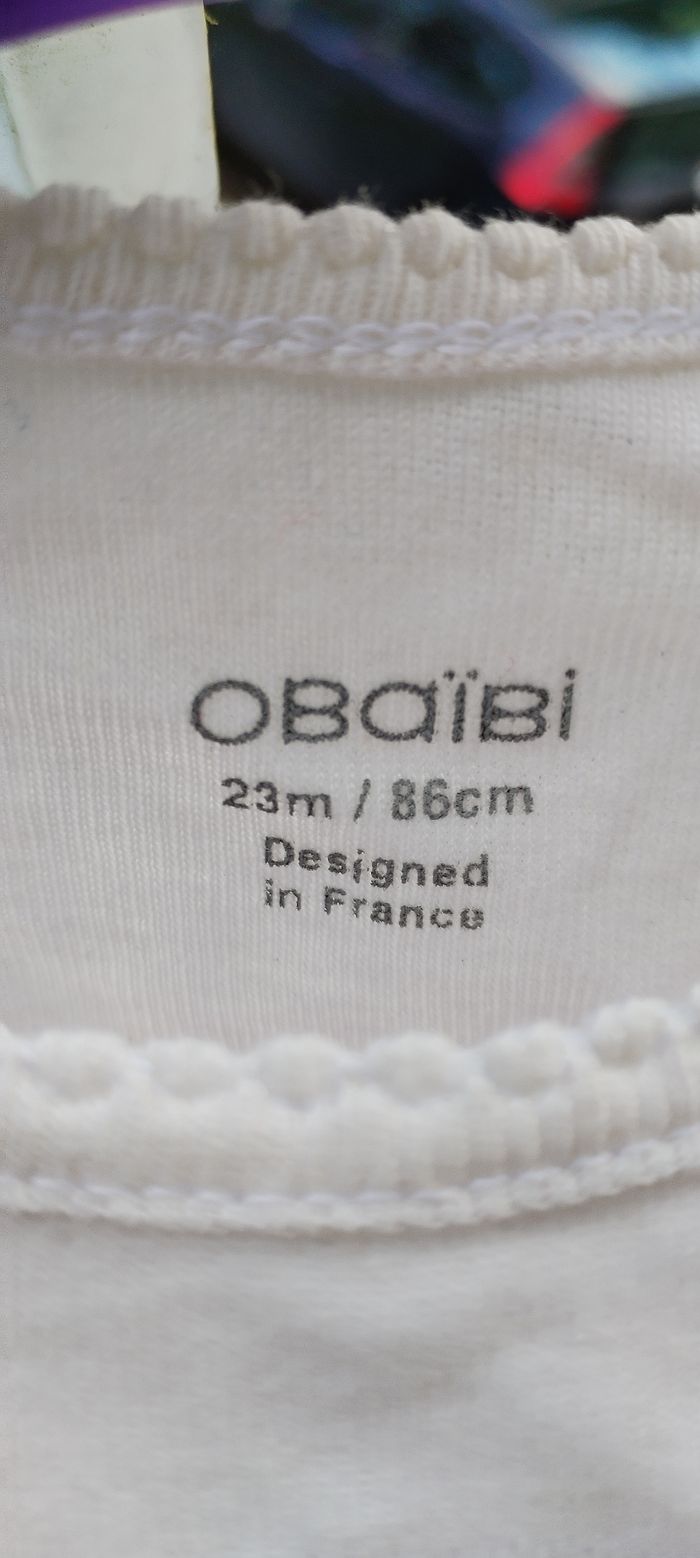 OBaïBi
23m / 86cm
Designed
in France